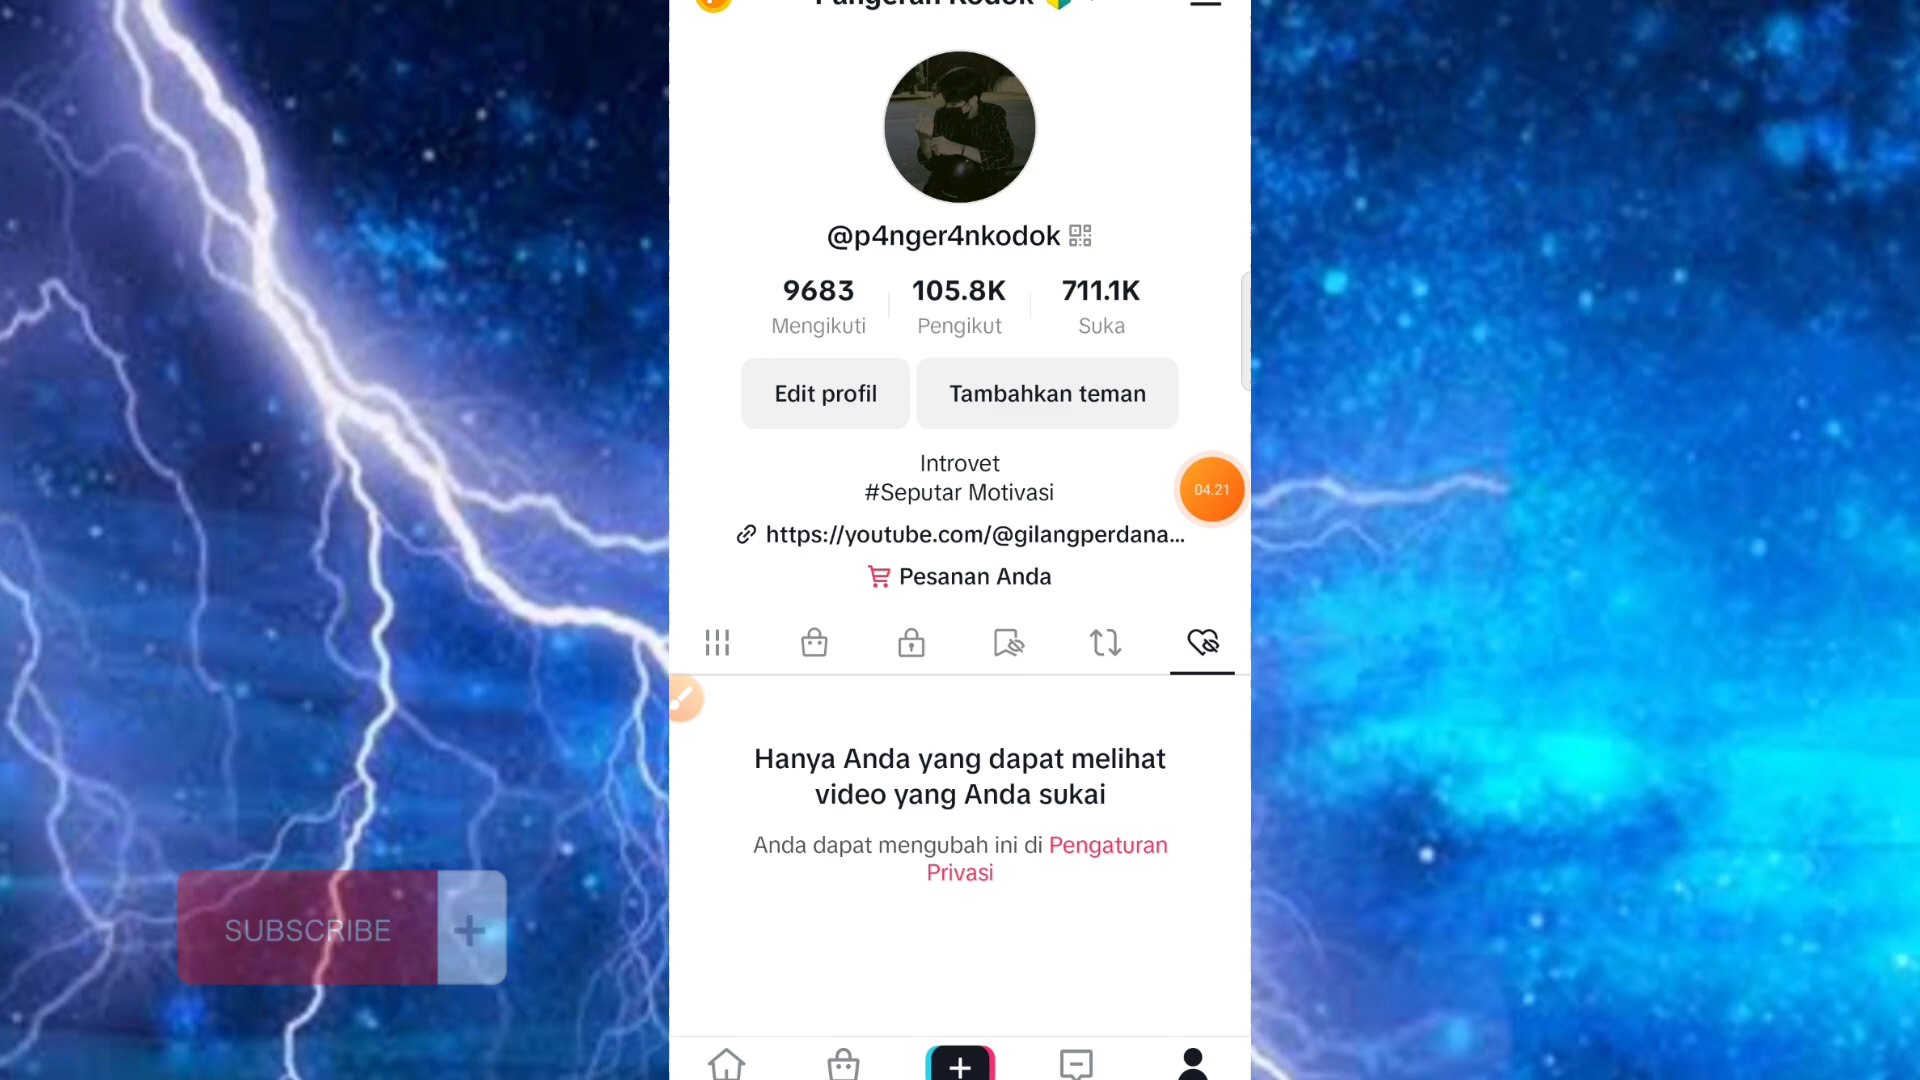 Pangeran Kodok
@p4nger4nkodok
9683 105.8K 711.1K
Mengikuti Pengikut Suka
Edit profil Tambahkan teman
Introvet
#Seputar Motivasi
04.21
https://youtube.com/@gilangperdana...
Pesanan Anda
Hanya Anda yang dapat melihat
video yang Anda sukai
Anda dapat mengubah ini di Pengaturan
Privasi
SUBSCRIBE +